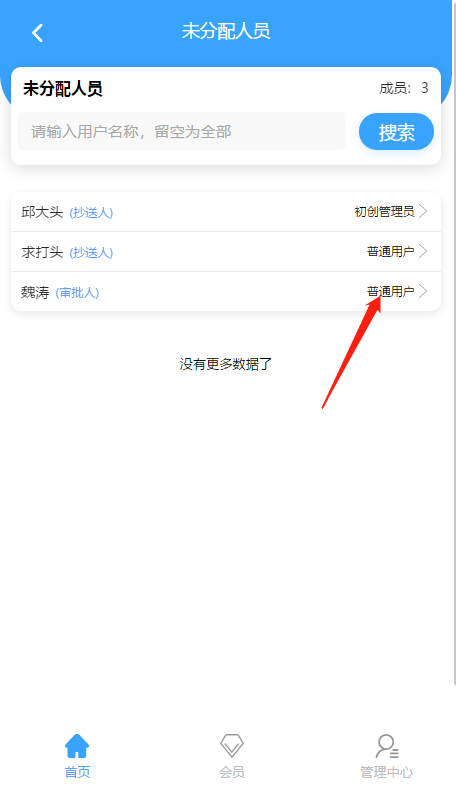 未分配人员
未分配人员 成员：3
请输入用户名称，留空为全部 搜索
邱大头 (抄送人) 初创管理员
求打头 (抄送人) 普通用户
魏涛 (审批人) 普通用户
没有更多数据了
首页 会员 管理中心